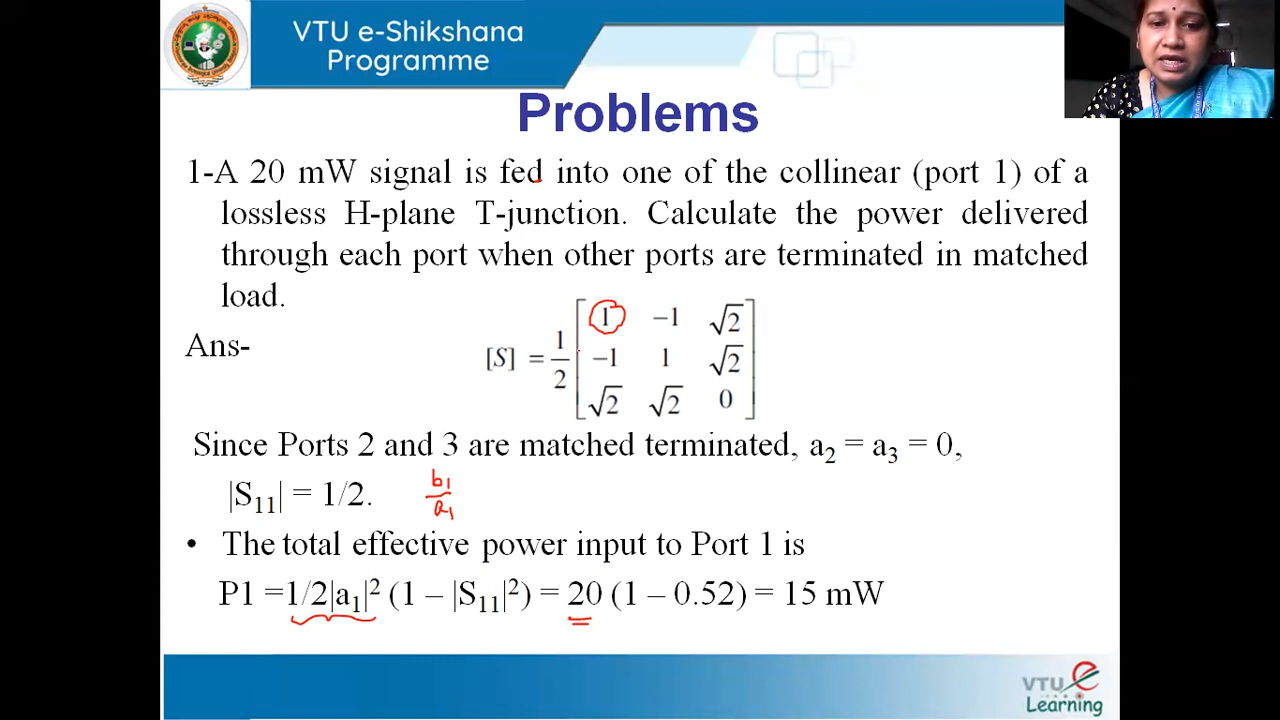 VTU e-Shikshana
Programme
Problems
1-A 20 mW signal is fed into one of the collinear (port 1) of a
lossless H-plane T-junction. Calculate the power delivered
through each port when other ports are terminated in matched
load.
Ans-
[S] = 1/2 [1 −1 √2
−1 1 √2
√2 √2 0]
Since Ports 2 and 3 are matched terminated, a₂ = a₃ = 0,
|S₁₁| = 1/2. b₁/a₁
• The total effective power input to Port 1 is
P1 =1/2|a₁|² (1 – |S₁₁|²) = 20 (1 – 0.52) = 15 mW
VTU e
Learning